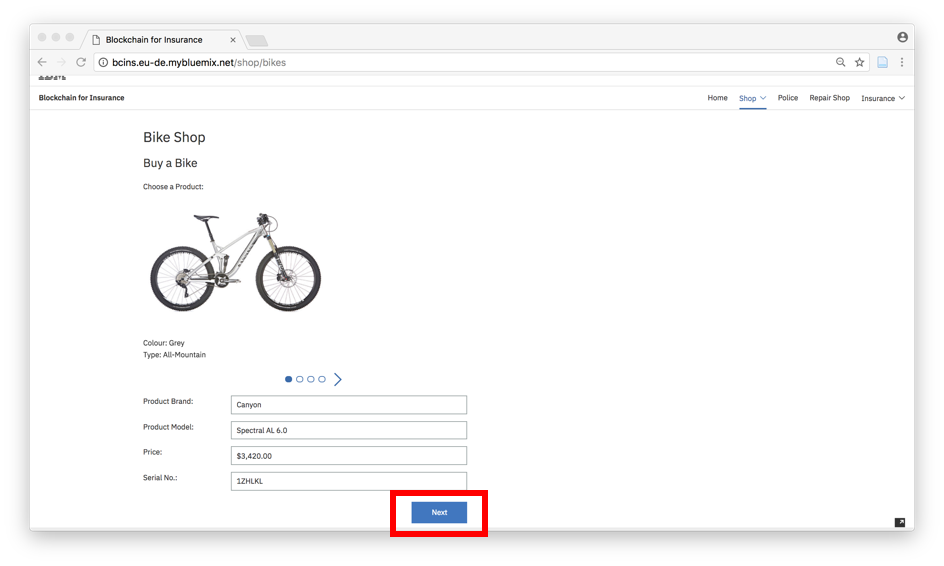 Blockchain for Insurance
bcins.eu-de.mybluemix.net/shop/bikes
Blockchain for Insurance
Home
Shop
Police
Repair Shop
Insurance
Bike Shop
Buy a Bike
Choose a Product:
Colour: Grey
Type: All-Mountain
Product Brand:
Canyon
Product Model:
Spectral AL 6.0
Price:
$3,420.00
Serial No.:
1ZHLKL
Next